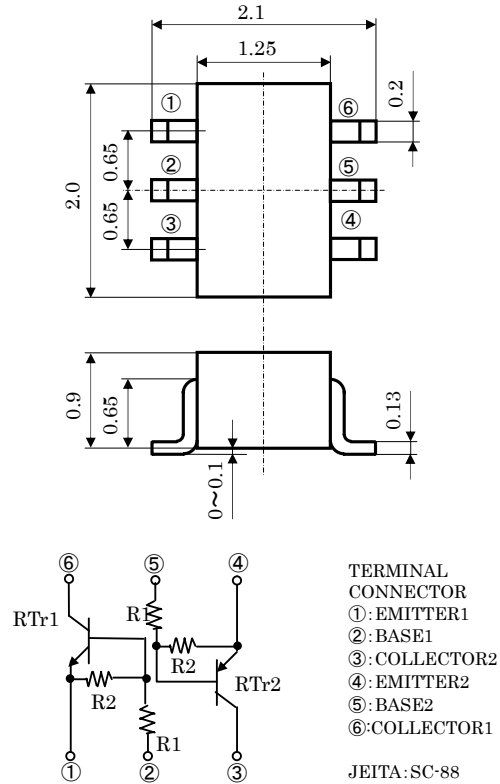 2.1
1.25
① ⑥
0.2
0.65
② ⑤
2.0
0.65
③ ④
0.9
0.65
0.13
0~0.1
⑥ ⑤ ④
RTr1 R1
R2
RTr2
R2
R1
① ② ③
TERMINAL
CONNECTOR
①:EMITTER1
②:BASE1
③:COLLECTOR2
④:EMITTER2
⑤:BASE2
⑥:COLLECTOR1
JEITA:SC-88